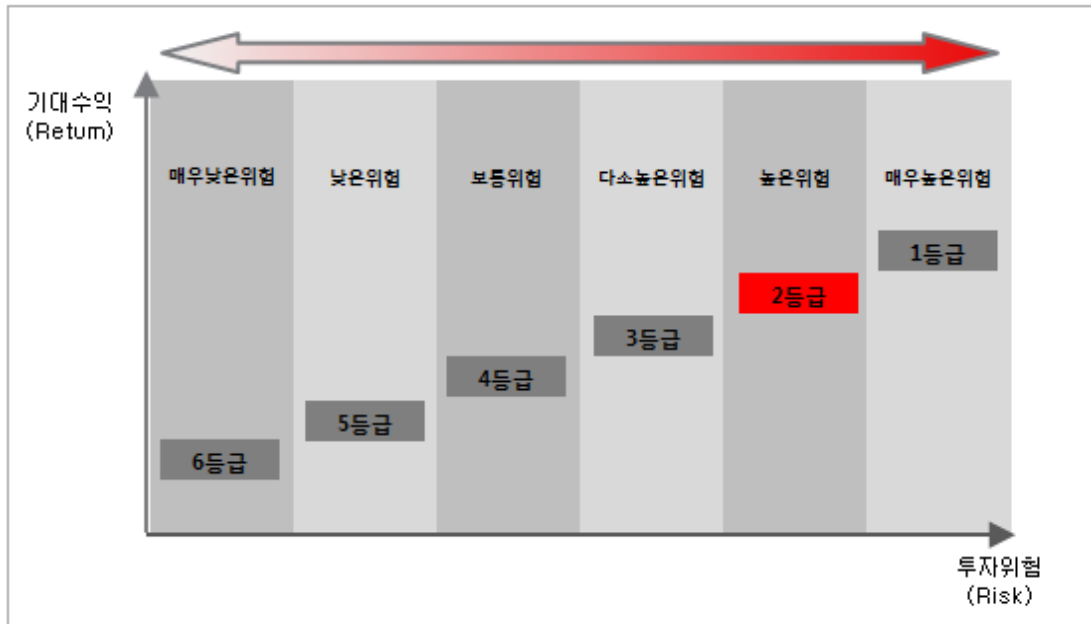 기대수익
(Retum)
매우낮은위험
낮은위험
보통위험
다소높은위험
높은위험
매우높은위험
1등급
2등급
3등급
4등급
5등급
6등급
투자위험
(Risk)